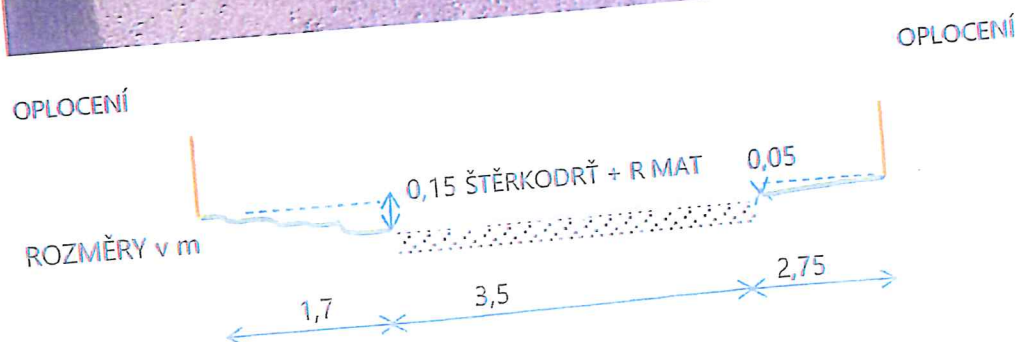 OPLOCENÍ
OPLOCENÍ
0,15 ŠTĚRKODRŤ + R MAT
0,05
ROZMĚRY v m
1,7
3,5
2,75